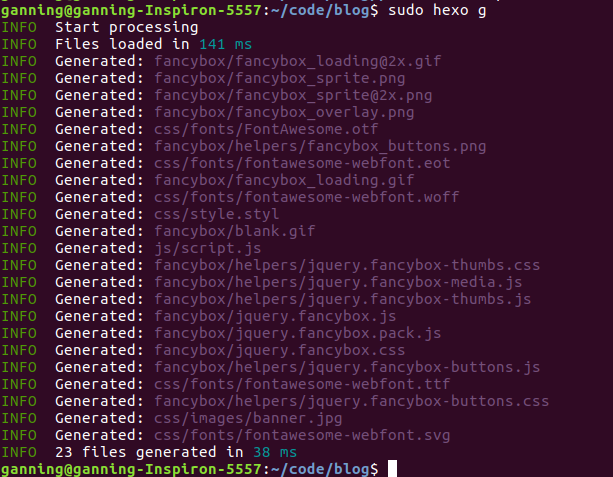 ganning@ganning-Inspiron-5557:~/code/blog$ sudo hexo g
INFO  Start processing
INFO  Files loaded in 141 ms
INFO  Generated: fancybox/fancybox_loading@2x.gif
INFO  Generated: fancybox/fancybox_sprite.png
INFO  Generated: fancybox/fancybox_sprite@2x.png
INFO  Generated: fancybox/fancybox_overlay.png
INFO  Generated: css/fonts/FontAwesome.otf
INFO  Generated: fancybox/helpers/fancybox_buttons.png
INFO  Generated: css/fonts/fontawesome-webfont.eot
INFO  Generated: fancybox/fancybox_loading.gif
INFO  Generated: css/fonts/fontawesome-webfont.woff
INFO  Generated: css/style.styl
INFO  Generated: fancybox/blank.gif
INFO  Generated: js/script.js
INFO  Generated: fancybox/helpers/jquery.fancybox-thumbs.css
INFO  Generated: fancybox/helpers/jquery.fancybox-media.js
INFO  Generated: fancybox/helpers/jquery.fancybox-thumbs.js
INFO  Generated: fancybox/jquery.fancybox.js
INFO  Generated: fancybox/jquery.fancybox.pack.js
INFO  Generated: fancybox/jquery.fancybox.css
INFO  Generated: fancybox/helpers/jquery.fancybox-buttons.js
INFO  Generated: css/fonts/fontawesome-webfont.ttf
INFO  Generated: fancybox/helpers/jquery.fancybox-buttons.css
INFO  Generated: css/images/banner.jpg
INFO  Generated: css/fonts/fontawesome-webfont.svg
INFO  23 files generated in 38 ms
ganning@ganning-Inspiron-5557:~/code/blog$